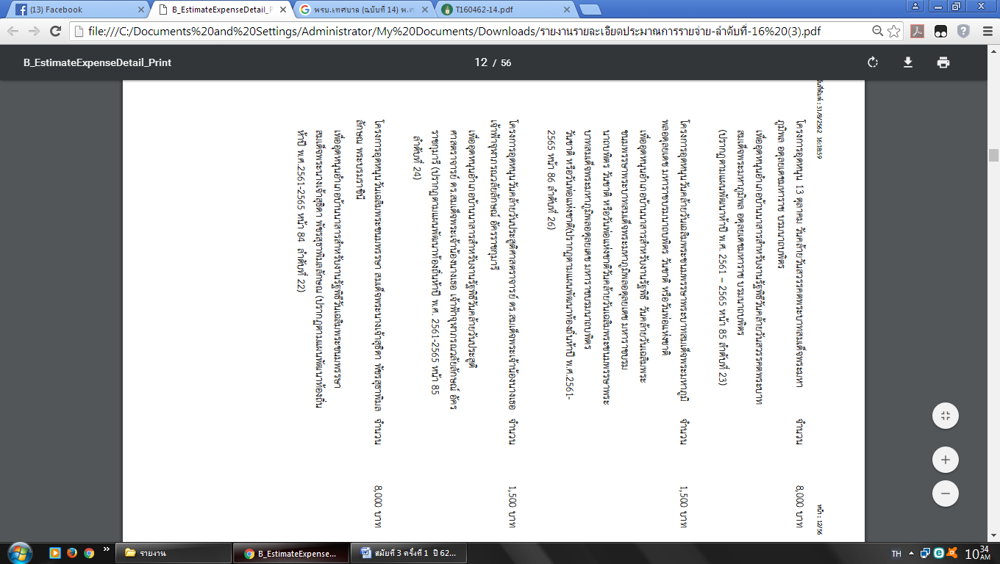 (13) Facebook
B_EstimateExpenseDetail_P
พรบ.เทศบาล (ฉบับที่ 14) พ.ศ
T160462-14.pdf
file:///C:/Documents%20and%20Settings/Administrator/My%20Documents/Downloads/รายงานรายละเอียดประมาณการรายจ่าย-ลำดับที่-16%20(3).pdf
B_EstimateExpenseDetail_Print
12 / 56
วันที่พิมพ์ : 31/8/2562 16:18:59
หน้า : 12/56
โครงการอุดหนุน 13 ตุลาคม วันคล้ายวันสวรรคตพระบาทสมเด็จพระมหา จำนวน 8,000 บาท
ภูมิพล อดุลยเดชมหาราช บรมนาถบพิตร
เพื่ออุดหนุนอำเภอบ้านนาสารสำหรับงานรัฐพิธีวันคล้ายวันสวรรคตพระบาท
สมเด็จพระมหาภูมิพล อดุลยเดชมหาราช บรมนาถบพิตร
(ปรากฏตามแผนพัฒนาห้าปี พ.ศ. 2561 – 2565 หน้า 85 ลำดับที่ 23)
โครงการอุดหนุนวันคล้ายวันเฉลิมพระชนมพรรษาพระบาทสมเด็จพระมหาภูมิ จำนวน 1,500 บาท
พลอดุลยเดช มหาราชบรมนาถบพิตร วันชาติ หรือวันพ่อแห่งชาติ
เพื่ออุดหนุนอำเภอบ้านนาสารสำหรับงานรัฐพิธี วันคล้ายวันเฉลิมพระ
ชนมพรรษาพระบาทสมเด็จพระมหาภูมิพลอดุลยเดช มหาราชบรม
นาถบพิตร วันชาติ หรือวันพ่อแห่งชาติวันคล้ายวันเฉลิมพระชนมพรรษาพระ
บาทสมเด็จพระมหาภูมิพลอดุลยเดช มหาราชบรมนาถบพิตร
วันชาติ หรือวันพ่อแห่งชาติ(ปรากฏตามแผนพัฒนาท้องถิ่นห้าปี พ.ศ.2561-
2565 หน้า 86 ลำดับที่ 26)
โครงการอุดหนุนวันคล้ายวันประสูติศาสตราจารย์ ดร.สมเด็จพระเจ้าน้องนางเธอ จำนวน 1,500 บาท
เจ้าฟ้าจุฬาภรณวลัยลักษณ์ อัครราชกุมารี
เพื่ออุดหนุนอำเภอบ้านนาสารสำหรับงานรัฐพิธีวันคล้ายวันประสูติ
ศาสตราจารย์ ดร.สมเด็จพระเจ้าน้องนางเธอ เจ้าฟ้าจุฬาภรณวลัยลักษณ์ อัคร
ราชกุมารี (ปรากฏตามแผนพัฒนาท้องถิ่นห้าปี พ.ศ. 2561-2565 หน้า 85
ลำดับที่ 24)
โครงการอุดหนุนวันเฉลิมพระชนมพรรษา สมเด็จพระนางเจ้าสุทิดา พัชรสุธาพิมล จำนวน 8,000 บาท
ลักษณ พระบรมราชินี
เพื่ออุดหนุนอำเภอบ้านนาสารสำหรับงานรัฐพิธีวันเฉลิมพระชนมพรรษา
สมเด็จพระนางเจ้าสุทิดา พัชรสุธาพิมลลักษณ (ปรากฏตามแผนพัฒนาท้องถิ่น
ห้าปี พ.ศ.2561-2565 หน้า 84 ลำดับที่ 22)
รายงาน
B_EstimateExpense...
สมัยที่ 3 ครั้งที่ 1 ปี 62...
TH
10 34 AM